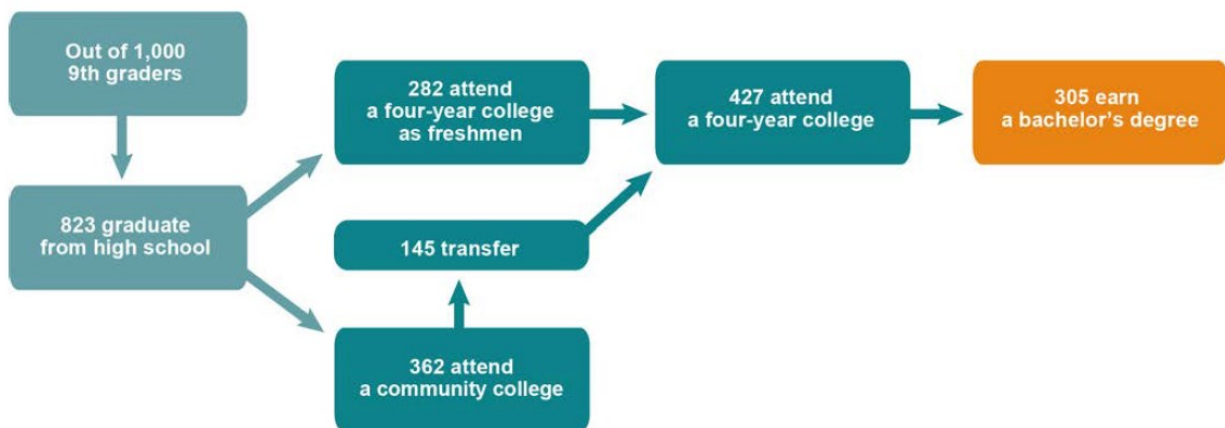 Out of 1,000
9th graders
823 graduate
from high school
282 attend
a four-year college
as freshmen
145 transfer
362 attend
a community college
427 attend
a four-year college
305 earn
a bachelor’s degree